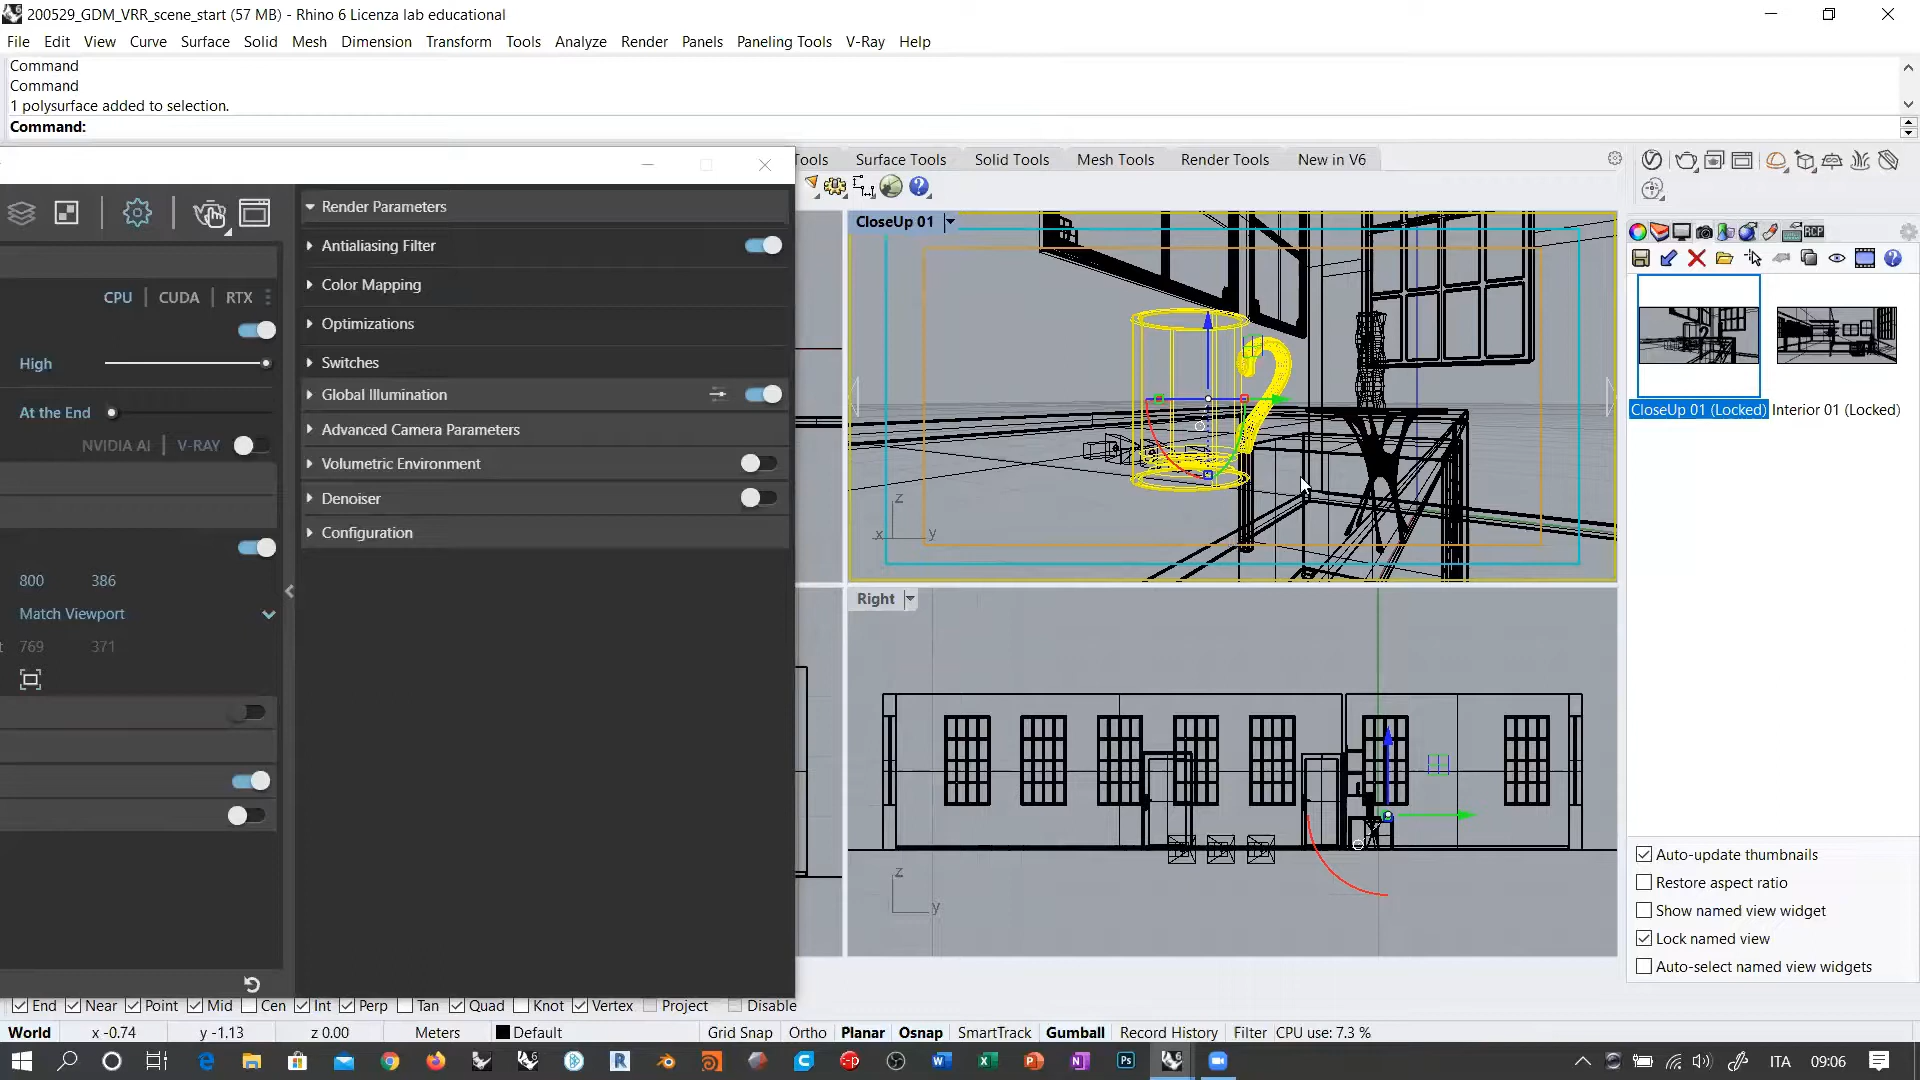 200529_GDM_VRR_scene_start (57 MB) - Rhino 6 Licenza lab educational
File Edit View Curve Surface Solid Mesh Dimension Transform Tools Analyze Render Panels Paneling Tools V-Ray Help
Command
Command
1 polysurface added to selection.
Command:
Tools Surface Tools Solid Tools Mesh Tools Render Tools New in V6
Render Parameters
Antialiasing Filter
Color Mapping
Optimizations
Switches
Global Illumination
Advanced Camera Parameters
Volumetric Environment
Denoiser
Configuration
CPU | CUDA | RTX
High
At the End
NVIDIA AI | V-RAY
800 386
Match Viewport
t 769 371
CloseUp 01
z
x y
Right
z
y
RCP
CloseUp 01 (Locked) Interior 01 (Locked)
Auto-update thumbnails
Restore aspect ratio
Show named view widget
Lock named view
Auto-select named view widgets
End Near Point Mid Cen Int Perp Tan Quad Knot Vertex Project Disable
World x -0.74 y -1.13 z 0.00 Meters Default Grid Snap Ortho Planar Osnap SmartTrack Gumball Record History Filter CPU use: 7.3 %
ITA 09:06